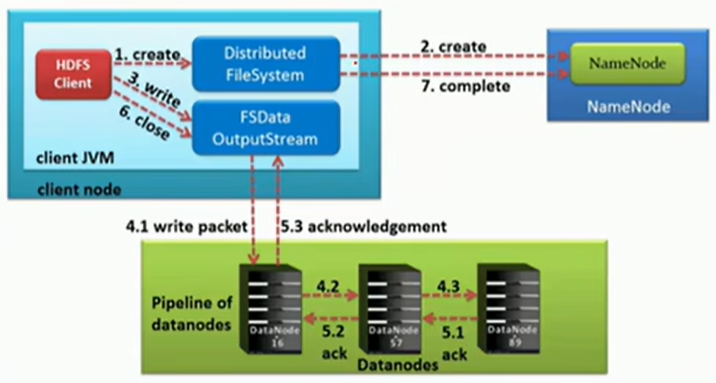 HDFS
Client
1. create
Distributed
FileSystem
2. create
NameNode
7. complete
NameNode
3. write
6. close
FSData
OutputStream
client JVM
client node
4.1 write packet
5.3 acknowledgement
Pipeline of
datanodes
4.2
4.3
DataNode
16
DataNode
57
DataNode
89
5.2
ack
5.1
ack
Datanodes